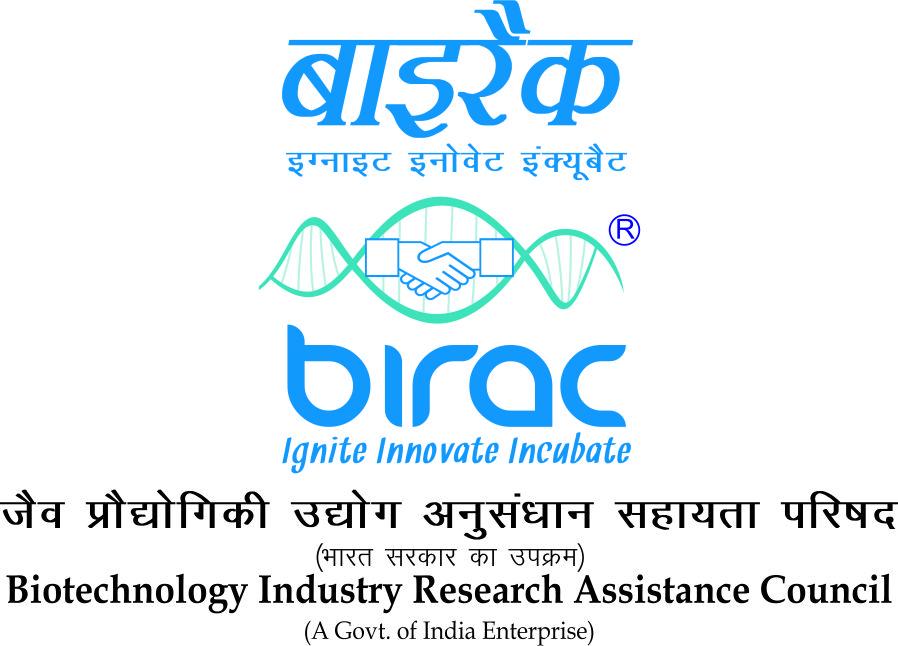 बाइरैक
इग्नाइट इनोवेट इंक्यूबैट
®
birac
Ignite Innovate Incubate
जैव प्रौद्योगिकी उद्योग अनुसंधान सहायता परिषद
(भारत सरकार का उपक्रम)
Biotechnology Industry Research Assistance Council
(A Govt. of India Enterprise)